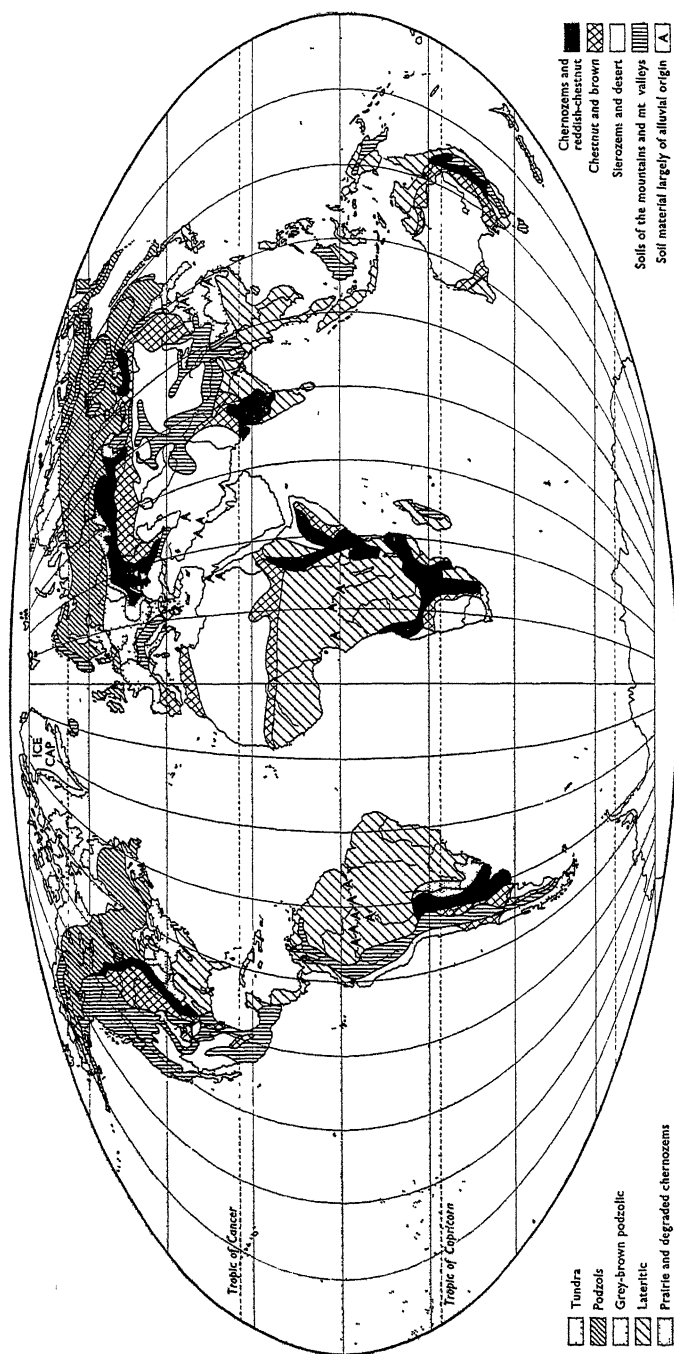 ICE
CAP
Tropic of Cancer
Tropic of Capricorn
Tundra
Podzols
Grey-brown podzolic
Lateritic
Prairie and degraded chernozems
Chernozems and
reddish-chestnut
Chestnut and brown
Sierozems and desert
Soils of the mountains and mt valleys
Soil material largely of alluvial origin
A